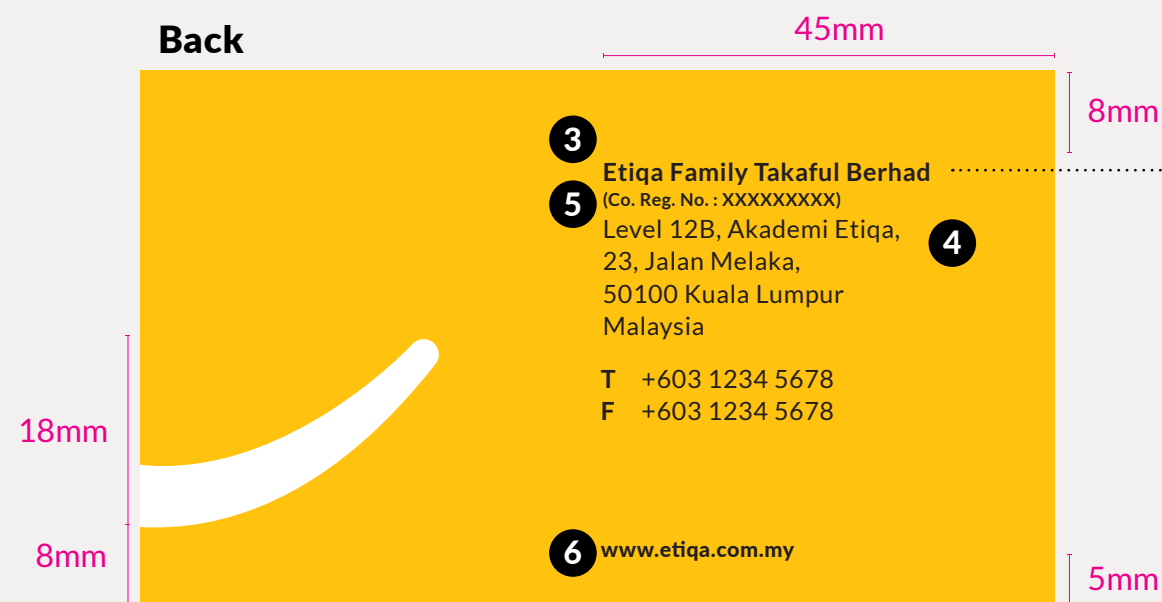 Back
45mm
8mm
3
Etiqa Family Takaful Berhad
5 (Co. Reg. No. : XXXXXXXXX)
Level 12B, Akademi Etiqa,
4
23, Jalan Melaka,
50100 Kuala Lumpur
Malaysia
T +603 1234 5678
F +603 1234 5678
18mm
8mm
6 www.etiqa.com.my
5mm